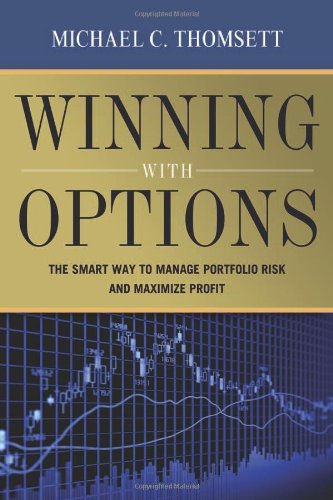 MICHAEL C. THOMSETT
WINNING
WITH
OPTIONS
THE SMART WAY TO MANAGE PORTFOLIO RISK
AND MAXIMIZE PROFIT